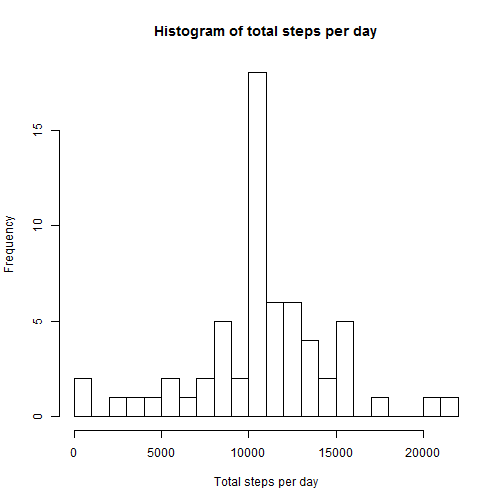 Histogram of total steps per day
Frequency
15
10
5
0
0 5000 10000 15000 20000
Total steps per day